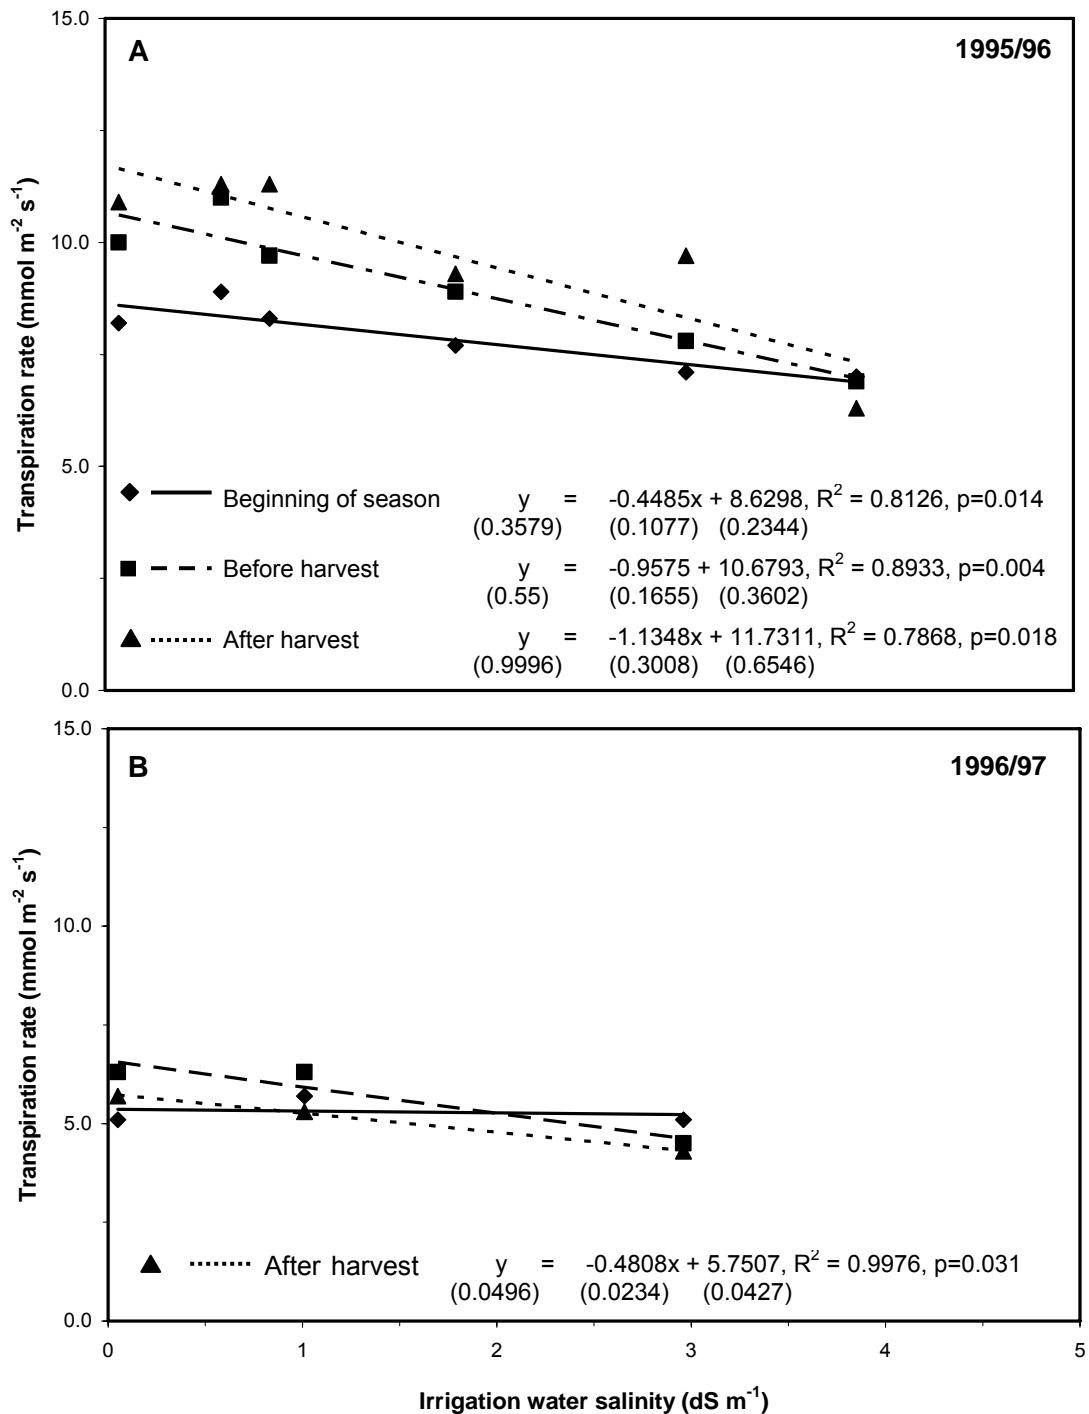 15.0
A
1995/96
10.0
5.0
0.0
Transpiration rate (mmol m⁻² s⁻¹)
Beginning of season y = -0.4485x + 8.6298, R² = 0.8126, p=0.014
(0.3579) (0.1077) (0.2344)
Before harvest y = -0.9575 + 10.6793, R² = 0.8933, p=0.004
(0.55) (0.1655) (0.3602)
After harvest y = -1.1348x + 11.7311, R² = 0.7868, p=0.018
(0.9996) (0.3008) (0.6546)
15.0
B
1996/97
10.0
5.0
0.0
Transpiration rate (mmol m⁻² s⁻¹)
After harvest y = -0.4808x + 5.7507, R² = 0.9976, p=0.031
(0.0496) (0.0234) (0.0427)
0 1 2 3 4 5
Irrigation water salinity (dS m⁻¹)